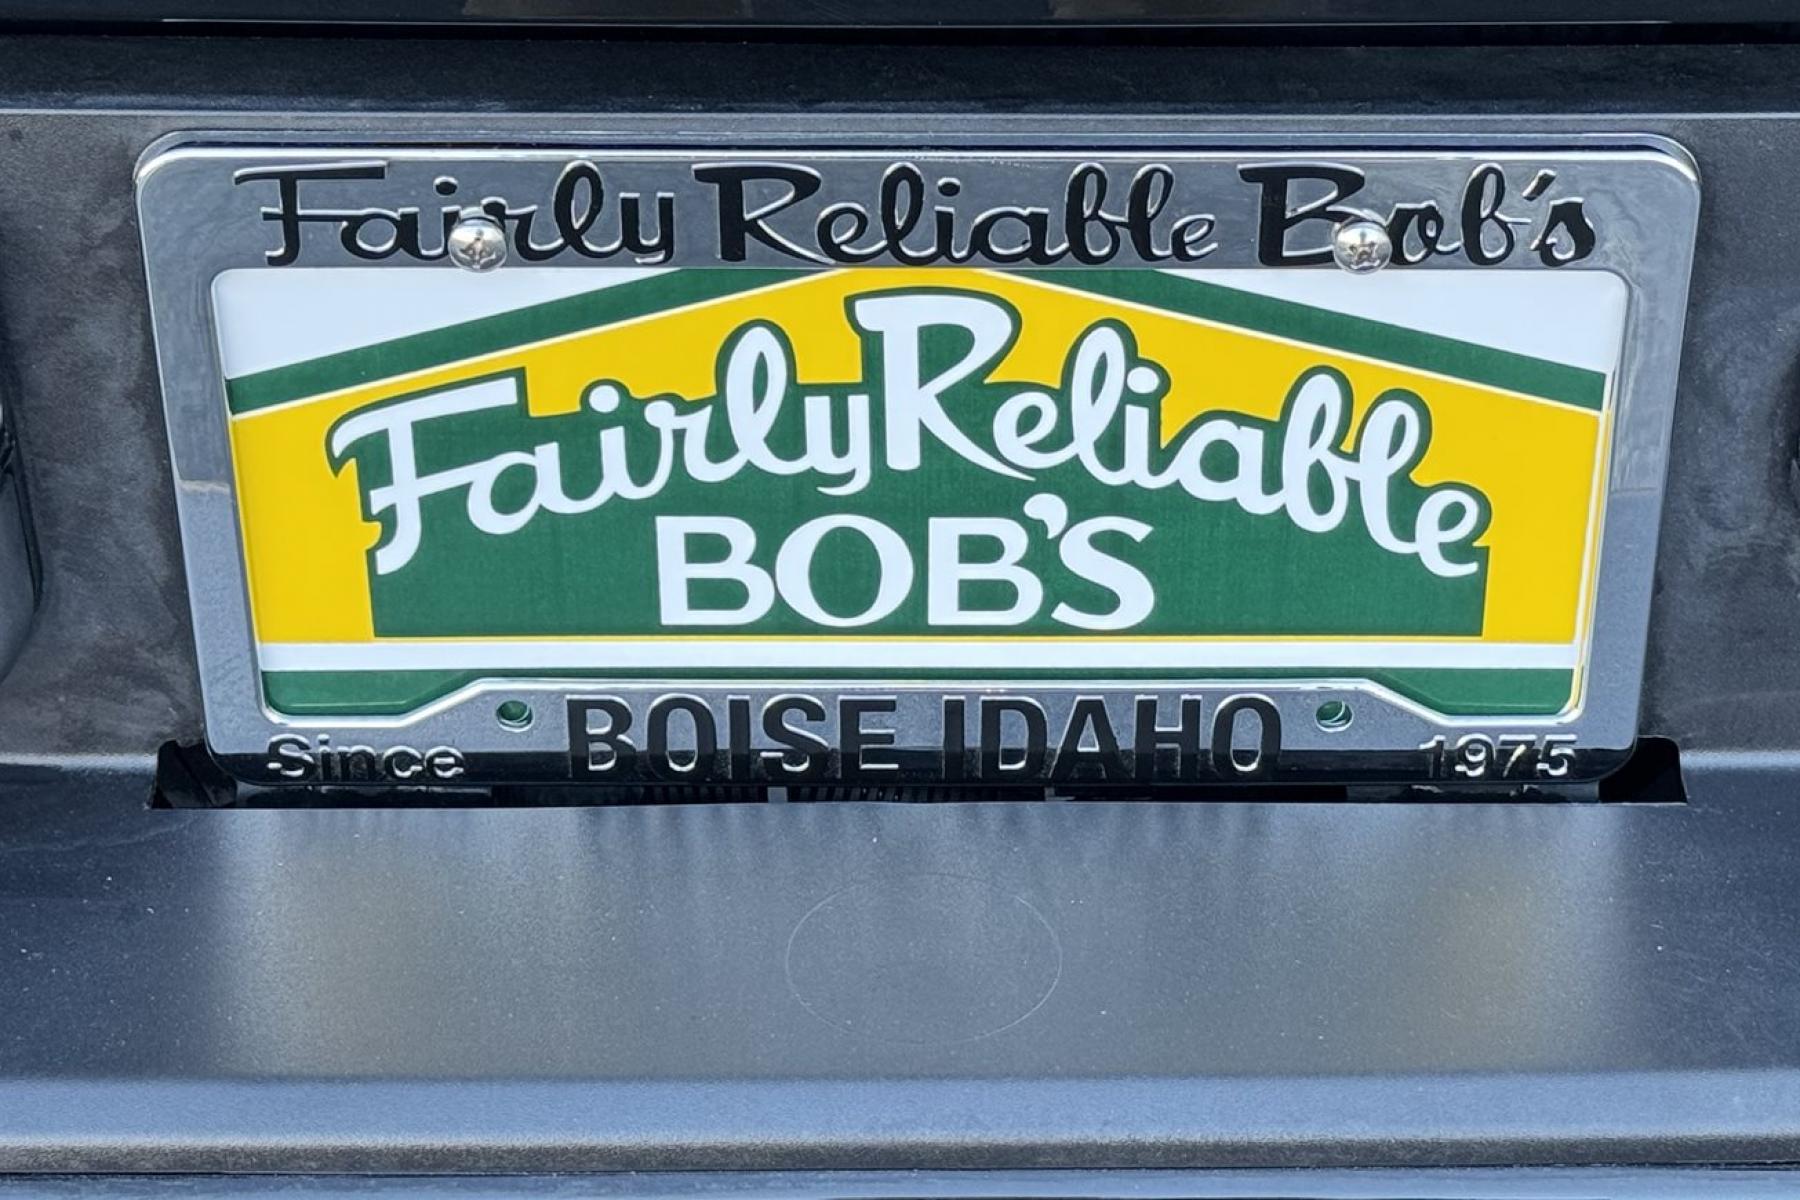 Fairly Reliable Bob's
Fairly Reliable
BOB'S
Since BOISE IDAHO 1975